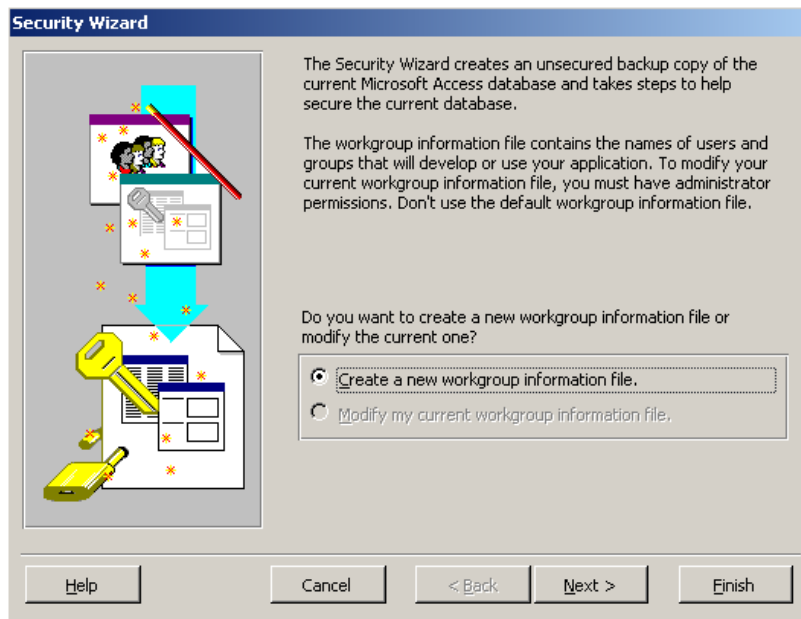 Security Wizard
The Security Wizard creates an unsecured backup copy of the
current Microsoft Access database and takes steps to help
secure the current database.
The workgroup information file contains the names of users and
groups that will develop or use your application. To modify your
current workgroup information file, you must have administrator
permissions. Don't use the default workgroup information file.
Do you want to create a new workgroup information file or
modify the current one?
Create a new workgroup information file.
Modify my current workgroup information file.
Help Cancel < Back Next > Finish